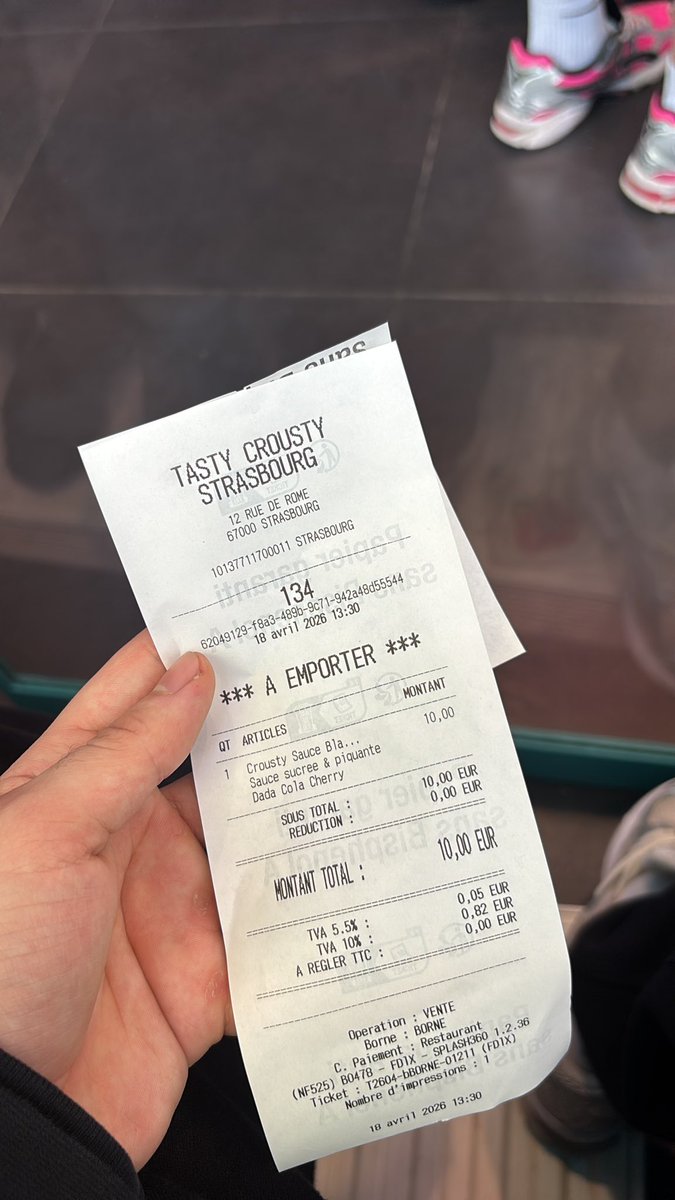 TASTY CROUSTY
STRASBOURG
12 RUE DE ROME
67000 STRASBOURG
10137711700011 STRASBOURG
134
62049129-f8a3-489b-9c71-942a48d55544
18 avril 2026 13:30
*** A EMPORTER ***
QT ARTICLES MONTANT
1 Crousty Sauce Bla... 10,00
Sauce sucree & piquante
Dada Cola Cherry
SOUS TOTAL : 10,00 EUR
REDUCTION : 0,00 EUR
MONTANT TOTAL : 10,00 EUR
TVA 5.5% : 0,05 EUR
TVA 10% : 0,82 EUR
A REGLER TTC : 0,00 EUR
Operation : VENTE
Borne : BORNE
C. Paiement : Restaurant
(NF525) B0478 - FD1X - SPLASH360 1.2.36
Ticket : T2604-bBORNE-01211 (FD1X)
Nombre d'impressions : 1
18 avril 2026 13:30